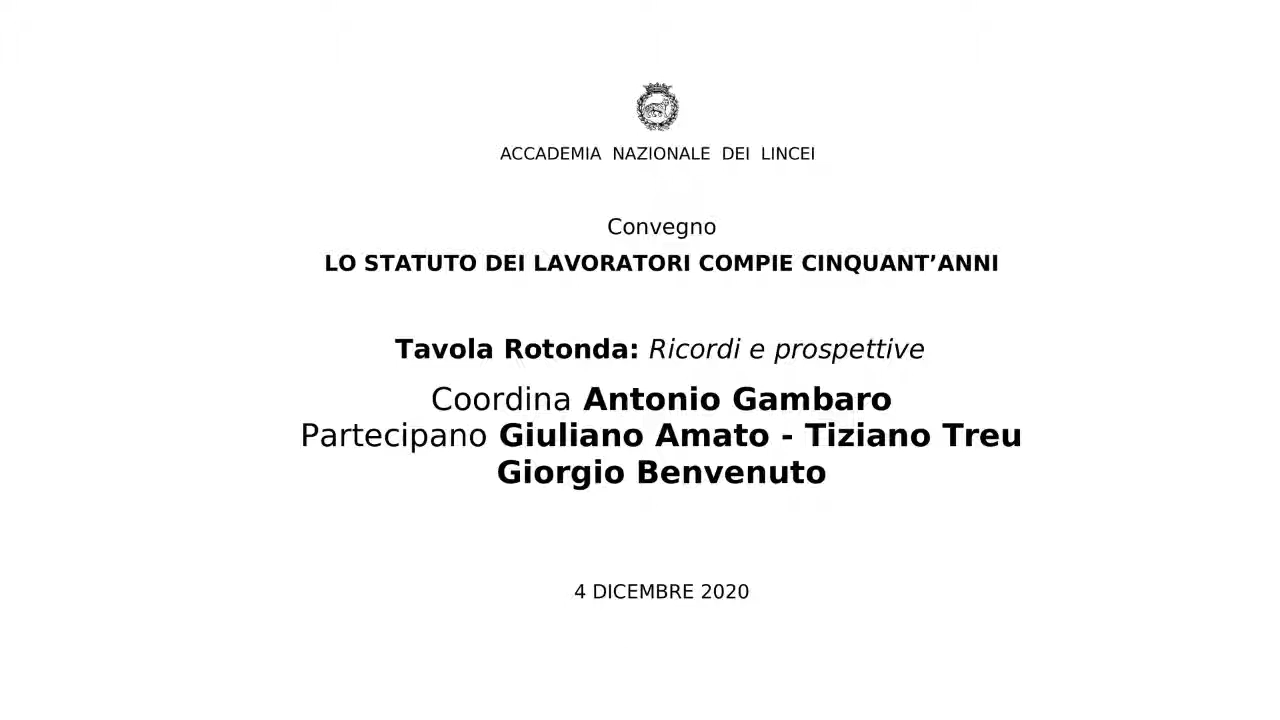 ACCADEMIA NAZIONALE DEI LINCEI
Convegno
LO STATUTO DEI LAVORATORI COMPIE CINQUANT’ANNI
Tavola Rotonda: Ricordi e prospettive
Coordina Antonio Gambaro
Partecipano Giuliano Amato - Tiziano Treu
Giorgio Benvenuto
4 DICEMBRE 2020